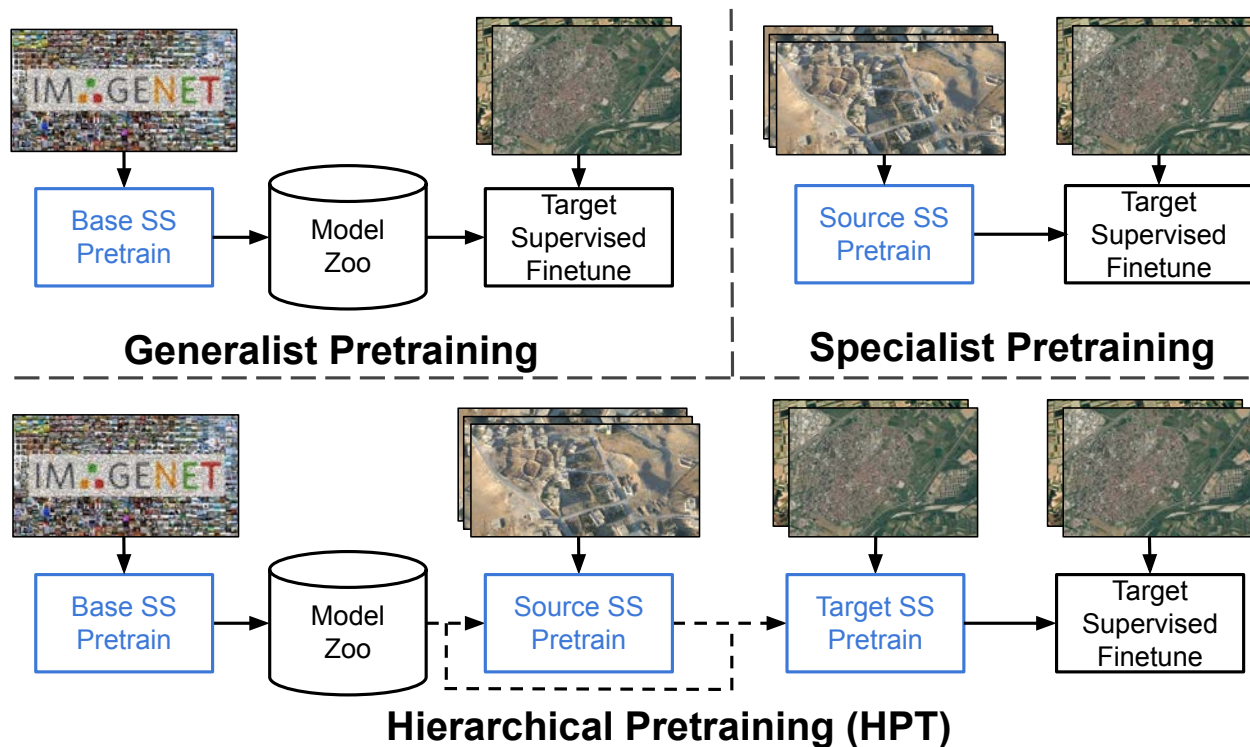 IMAGENET
Base SS
Pretrain
Model
Zoo
Target
Supervised
Finetune
Generalist Pretraining
Source SS
Pretrain
Target
Supervised
Finetune
Specialist Pretraining
IMAGENET
Base SS
Pretrain
Model
Zoo
Source SS
Pretrain
Target SS
Pretrain
Target
Supervised
Finetune
Hierarchical Pretraining (HPT)